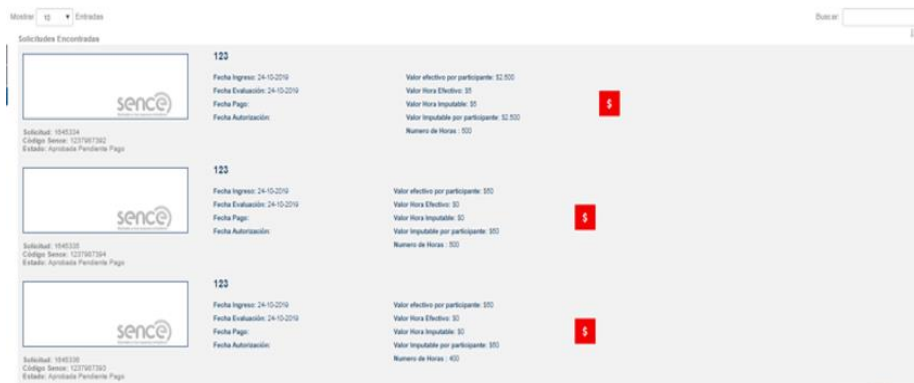 Mostrar 10 Entradas
Buscar:
Solicitudes Encontradas
123
Fecha Ingreso: 24-10-2019
Fecha Evaluación: 24-10-2019
Fecha Pago:
Fecha Autorización:
Valor efectivo por participante: $2.500
Valor Hora Efectivo: $5
Valor Hora Imputable: $5
Valor Imputable por participante: $2.500
Numero de Horas : 500
$
sence
Solicitud: 1645334
Código Sence: 1237987392
Estado: Aprobada Pendiente Pago
123
Fecha Ingreso: 24-10-2019
Fecha Evaluación: 24-10-2019
Fecha Pago:
Fecha Autorización:
Valor efectivo por participante: $50
Valor Hora Efectivo: $0
Valor Hora Imputable: $0
Valor Imputable por participante: $50
Numero de Horas : 500
$
sence
Solicitud: 1645335
Código Sence: 1237987394
Estado: Aprobada Pendiente Pago
123
Fecha Ingreso: 24-10-2019
Fecha Evaluación: 24-10-2019
Fecha Pago:
Fecha Autorización:
Valor efectivo por participante: $50
Valor Hora Efectivo: $0
Valor Hora Imputable: $0
Valor Imputable por participante: $50
Numero de Horas : 400
$
sence
Solicitud: 1645336
Código Sence: 1237987393
Estado: Aprobada Pendiente Pago